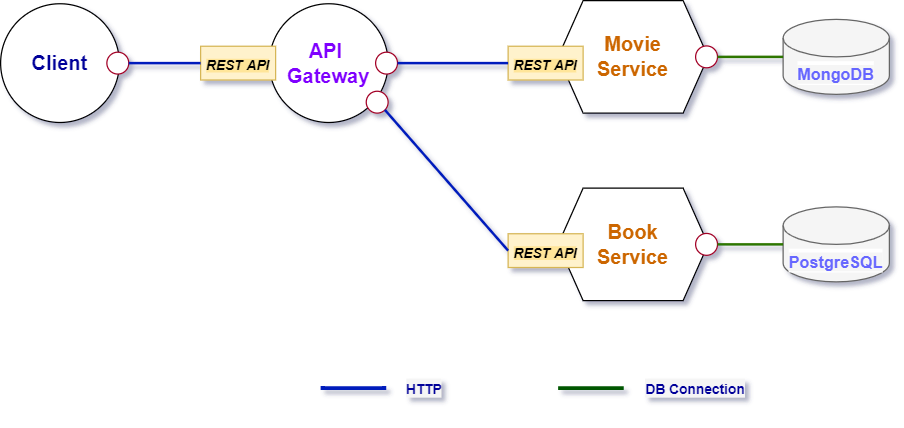 Client
REST API
API
Gateway
REST API
Movie
Service
MongoDB
REST API
Book
Service
PostgreSQL
HTTP
DB Connection